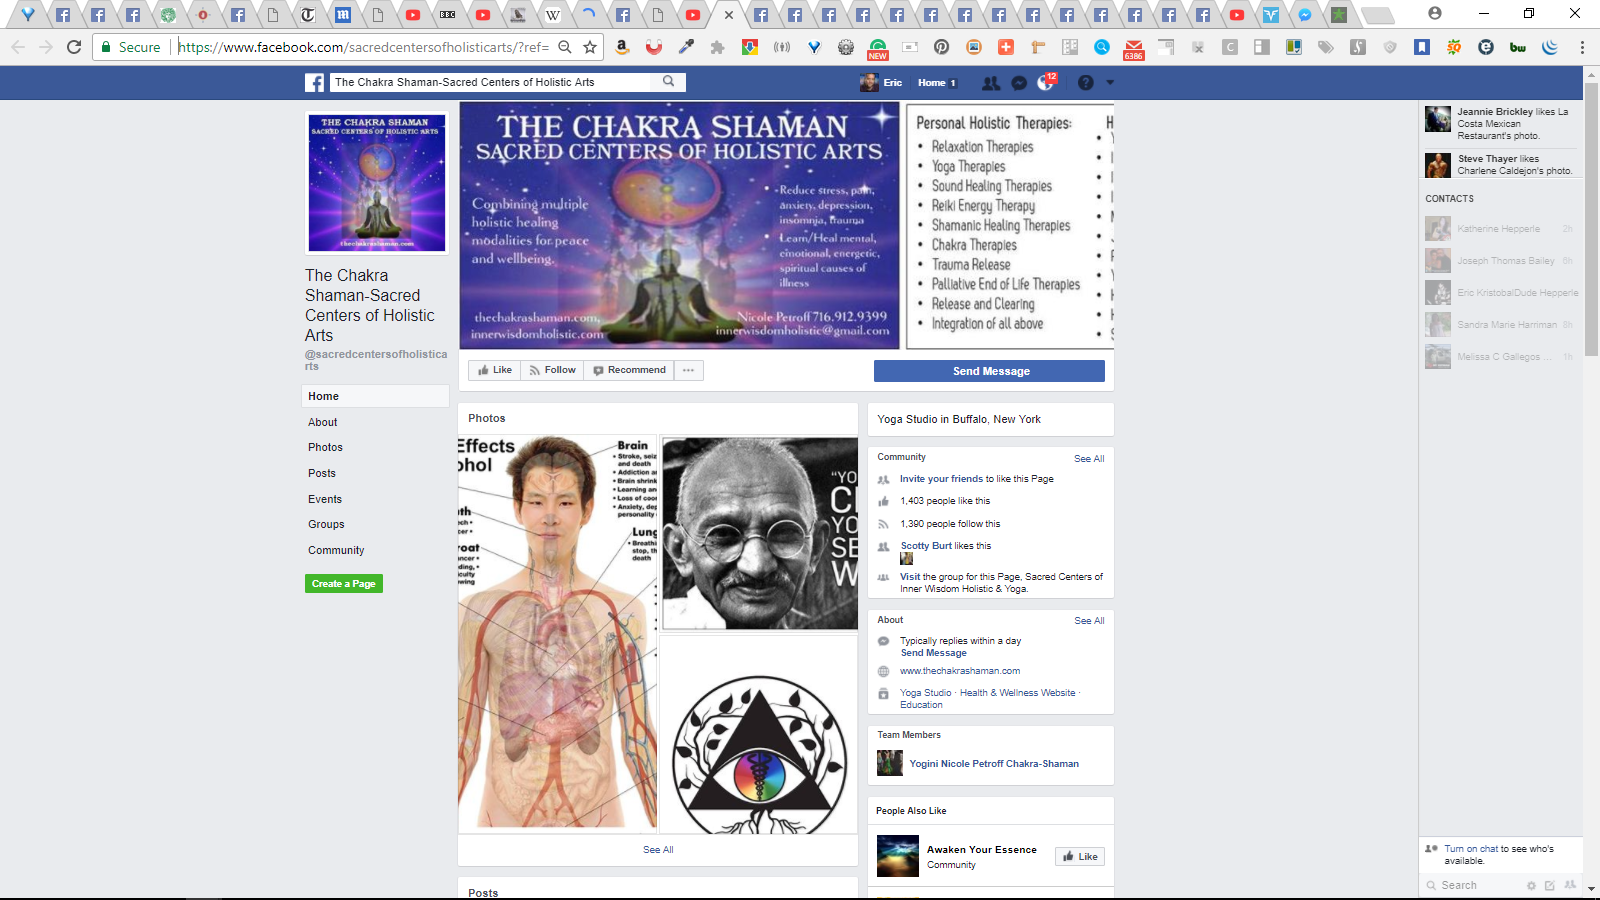 Secure
https://www.facebook.com/sacredcentersofholisticarts/?ref=
NEW
6386
The Chakra Shaman-Sacred Centers of Holistic Arts
Eric
Home 1
12
THE CHAKRA SHAMAN
SACRED CENTERS OF HOLISTIC ARTS
thechakrashaman.com
The Chakra
Shaman-Sacred
Centers of Holistic
Arts
@sacredcentersofholistica
rts
Home
About
Photos
Posts
Events
Groups
Community
Create a Page
THE CHAKRA SHAMAN
SACRED CENTERS OF HOLISTIC ARTS
Combining multiple
holistic healing
modalities for peace
and wellbeing.
• Reduce stress, pain,
anxiety, depression,
insomnia, trauma
• Learn/Heal mental,
emotional, energetic,
spiritual causes of
illness
thechakrashaman.com,
innerwisdomholistic.com
Nicole Petroff 716.912.9399
innerwisdomholistic@gmail.com
Personal Holistic Therapies:
• Relaxation Therapies
• Yoga Therapies
• Sound Healing Therapies
• Reiki Energy Therapy
• Shamanic Healing Therapies
• Chakra Therapies
• Trauma Release
• Palliative End of Life Therapies
• Release and Clearing
• Integration of all above
Like
Follow
Recommend
Send Message
Photos
Effects
ohol
Brain
• Stroke, seiz
and death
• Addiction a
• Brain shrink
• Learning an
• Loss of coor
• Anxiety, dep
personality
Lung
• Breathi
stop, th
death
"YO
CH
YO
SE
W
See All
Posts
Yoga Studio in Buffalo, New York
Community
See All
Invite your friends to like this Page
1,403 people like this
1,390 people follow this
Scotty Burt likes this
Visit the group for this Page, Sacred Centers of
Inner Wisdom Holistic & Yoga.
About
See All
Typically replies within a day
Send Message
www.thechakrashaman.com
Yoga Studio · Health & Wellness Website ·
Education
Team Members
Yogini Nicole Petroff Chakra-Shaman
People Also Like
Awaken Your Essence
Community
Like
Jeannie Brickley likes La
Costa Mexican
Restaurant's photo.
Steve Thayer likes
Charlene Caldejon's photo.
CONTACTS
Katherine Hepperle 2h
Joseph Thomas Bailey 8h
Eric KristobalDude Hepperle
Sandra Marie Harriman 8h
Melissa C Gallegos ... 1h
Turn on chat to see who's
available.
Search